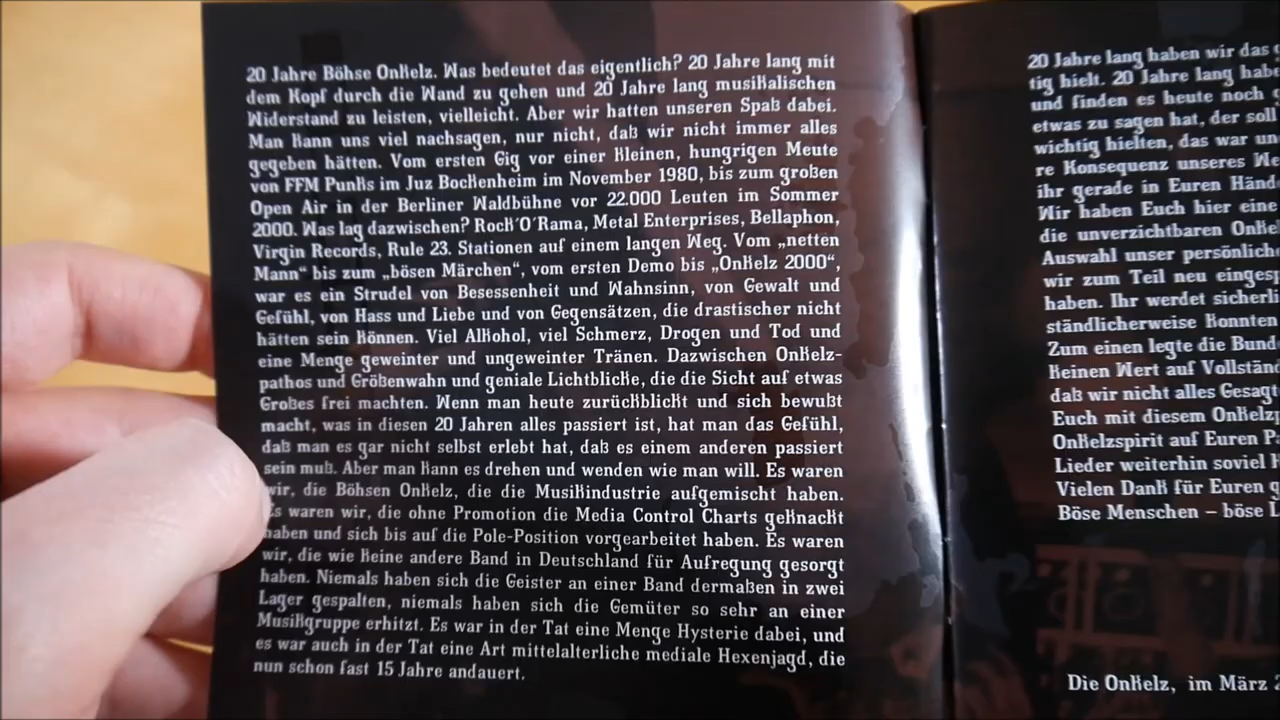 20 Jahre Böhse Onkelz. Was bedeutet das eigentlich? 20 Jahre lang mit
dem Kopf durch die Wand zu gehen und 20 Jahre lang musikalischen
Widerstand zu leisten, vielleicht. Aber wir hatten unseren Spaß dabei.
Man kann uns viel nachsagen, nur nicht, daß wir nicht immer alles
gegeben hätten. Vom ersten Gig vor einer kleinen, hungrigen Meute
von FFM Punks im Juz Bockenheim im November 1980, bis zum großen
Open Air in der Berliner Waldbühne vor 22.000 Leuten im Sommer
2000. Was lag dazwischen? Rock'O'Rama, Metal Enterprises, Bellaphon,
Virgin Records, Rule 23. Stationen auf einem langen Weg. Vom „netten
Mann“ bis zum „bösen Märchen“, vom ersten Demo bis „Onkelz 2000“,
war es ein Strudel von Besessenheit und Wahnsinn, von Gewalt und
Gefühl, von Hass und Liebe und von Gegensätzen, die drastischer nicht
hätten sein können. Viel Alkohol, viel Schmerz, Drogen und Tod und
eine Menge geweinter und ungeweinter Tränen. Dazwischen Onkelz-
pathos und Größenwahn und geniale Lichtblicke, die die Sicht auf etwas
Großes frei machten. Wenn man heute zurückblickt und sich bewußt
macht, was in diesen 20 Jahren alles passiert ist, hat man das Gefühl,
daß man es gar nicht selbst erlebt hat, daß es einem anderen passiert
sein muß. Aber man kann es drehen und wenden wie man will. Es waren
wir, die Böhsen Onkelz, die die Musikindustrie aufgemischt haben.
Es waren wir, die ohne Promotion die Media Control Charts geknackt
haben und sich bis auf die Pole-Position vorgearbeitet haben. Es waren
wir, die wie keine andere Band in Deutschland für Aufregung gesorgt
haben. Niemals haben sich die Geister an einer Band dermaßen in zwei
Lager gespalten, niemals haben sich die Gemüter so sehr an einer
Musikgruppe erhitzt. Es war in der Tat eine Menge Hysterie dabei, und
es war auch in der Tat eine Art mittelalterliche mediale Hexenjagd, die
nun schon fast 15 Jahre andauert.
20 Jahre lang haben wir das
tig hielt. 20 Jahre lang
und finden es heute noch
etwas zu sagen hat, der soll
wichtig hielten, das war
re Konsequenz unseres
ihr gerade in Euren
Wir haben Euch hier eine
die unverzichtbaren
Auswahl unser
wir zum Teil neu
haben. Ihr werdet
ständlicherweise konnten
Zum einen legte die
keinen Wert auf
daß wir nicht alles
Euch mit diesem
Onkelzspirit auf Euren
Lieder weiterhin soviel
Vielen Dank für Euren
Böse Menschen – böse
Die Onkelz, im März